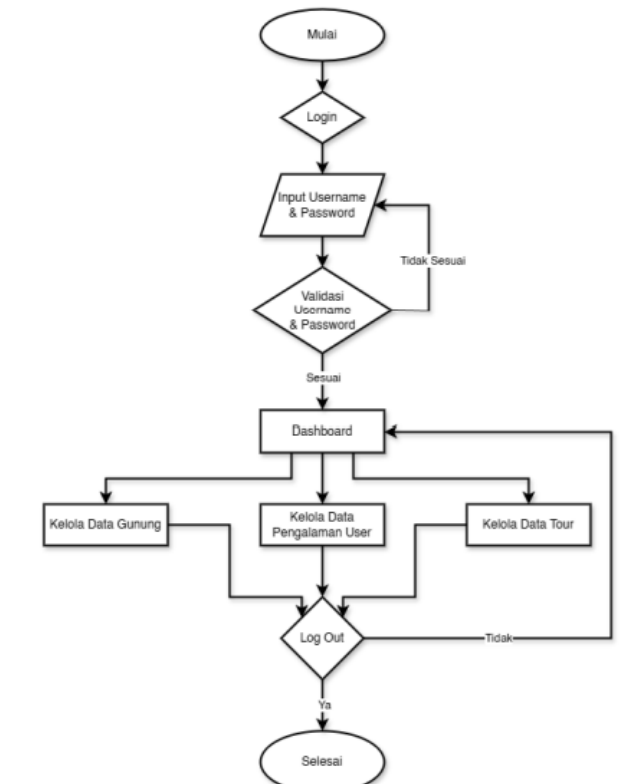 Mulai
Login
Input Username
& Password
Tidak Sesuai
Validasi
Username
& Password
Sesuai
Dashboard
Kelola Data Gunung
Kelola Data
Pengalaman User
Kelola Data Tour
Log Out
Tidak
Ya
Selesai